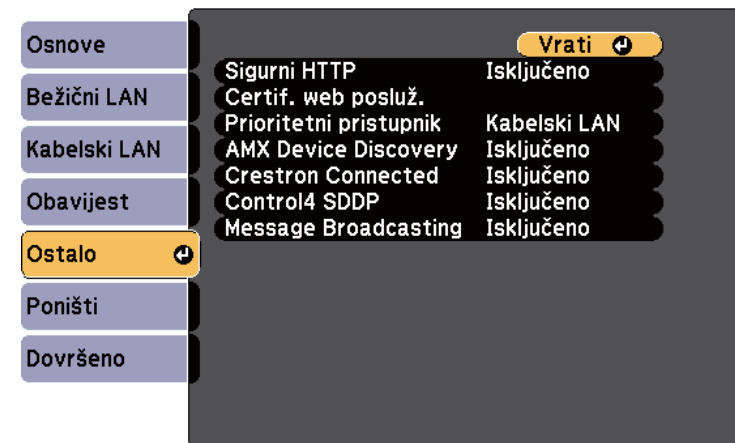 Osnove
Bežični LAN
Kabelski LAN
Obavijest
Ostalo
Poništi
Dovršeno
Vrati
Sigurni HTTP Isključeno
Certif. web posluž.
Prioritetni pristupnik Kabelski LAN
AMX Device Discovery Isključeno
Crestron Connected Isključeno
Control4 SDDP Isključeno
Message Broadcasting Isključeno